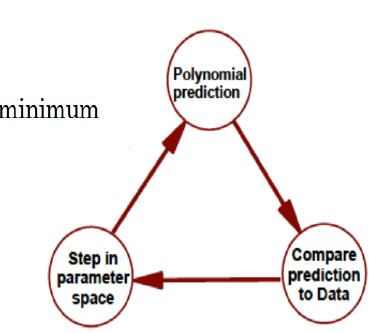 Polynomial
prediction
minimum
Step in
parameter
space
Compare
prediction
to Data